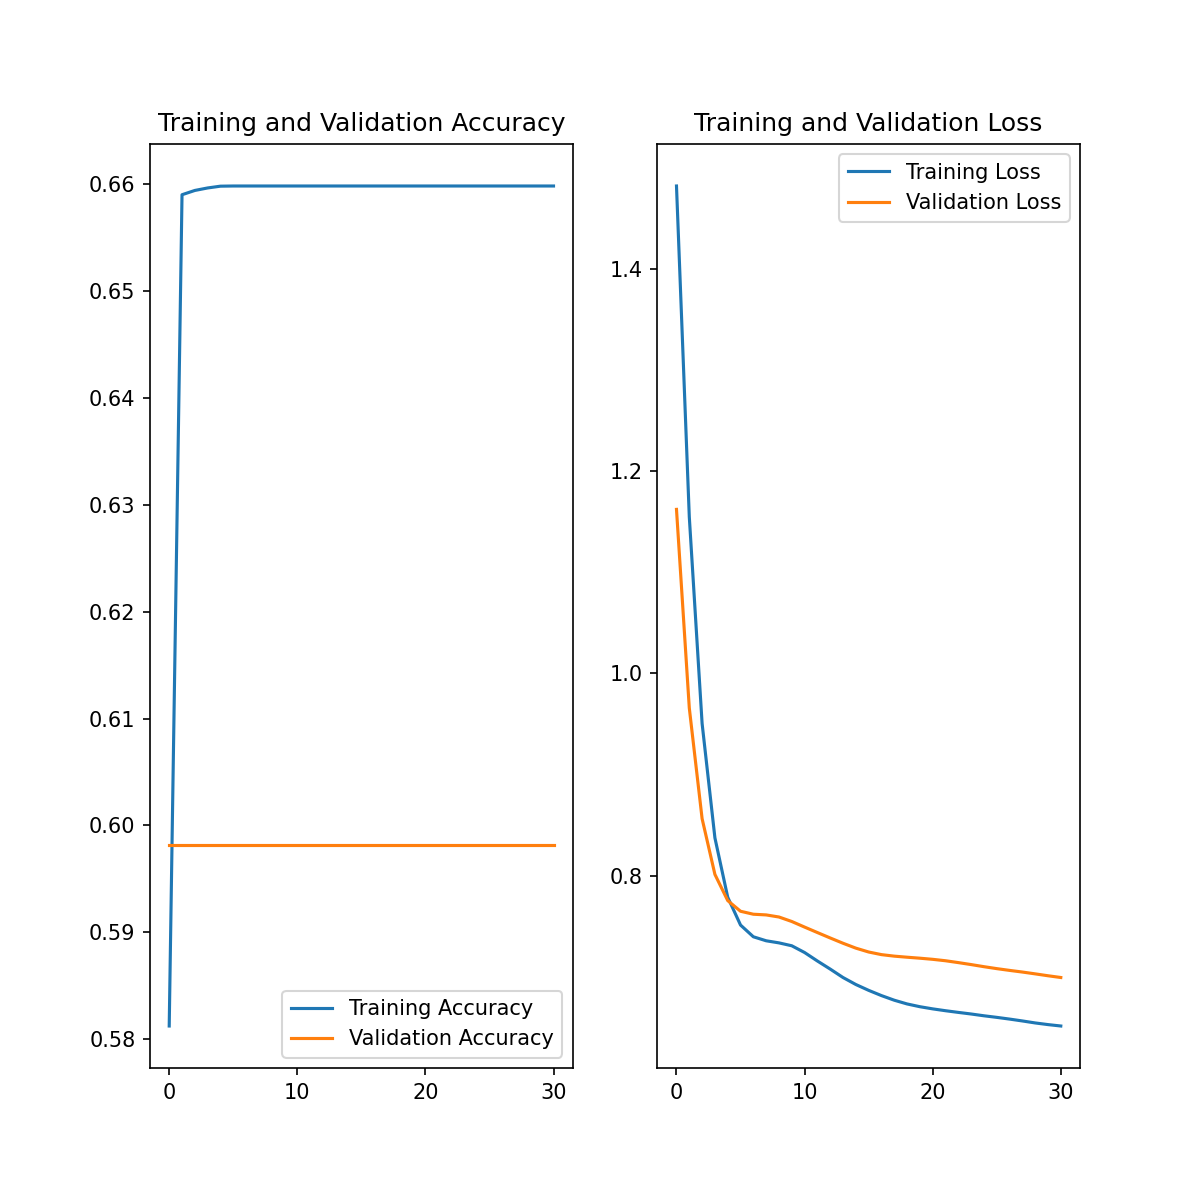 Training and Validation Accuracy
0.66
0.65
0.64
0.63
0.62
0.61
0.60
0.59
0.58
Training Accuracy
Validation Accuracy
0 10 20 30
Training and Validation Loss
Training Loss
Validation Loss
1.4
1.2
1.0
0.8
0 10 20 30